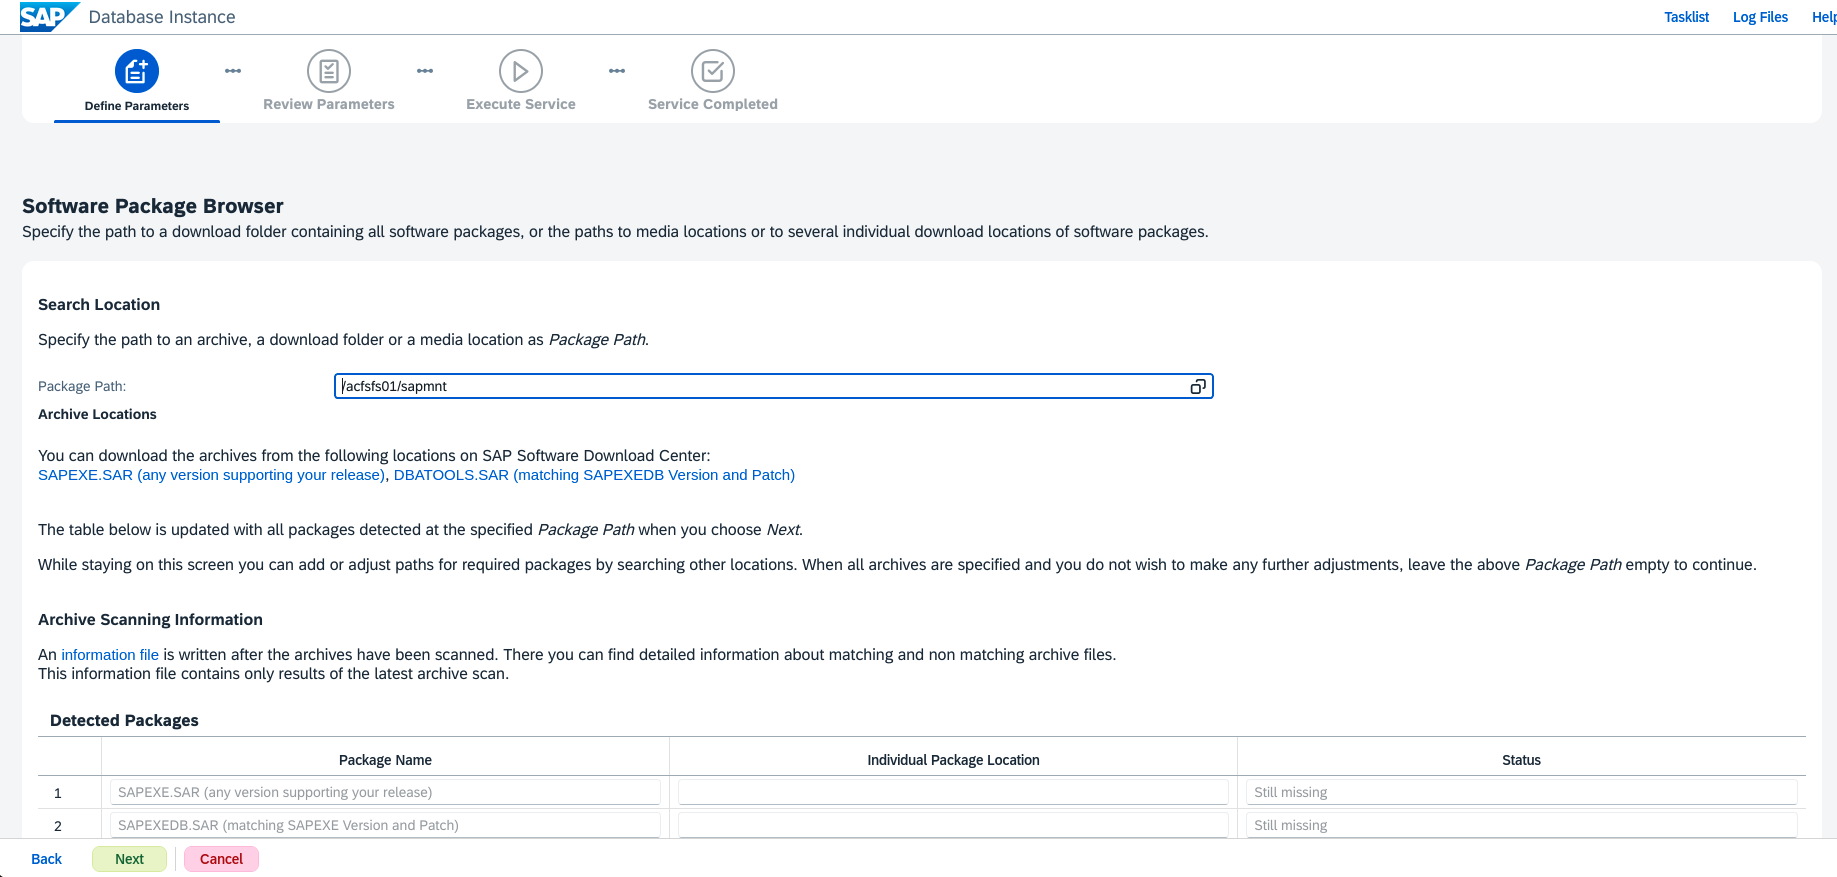 SAP Database Instance
Tasklist Log Files Help
Define Parameters
Review Parameters
Execute Service
Service Completed
Software Package Browser
Specify the path to a download folder containing all software packages, or the paths to media locations or to several individual download locations of software packages.
Search Location
Specify the path to an archive, a download folder or a media location as Package Path.
Package Path: /acfsfs01/sapmnt
Archive Locations
You can download the archives from the following locations on SAP Software Download Center:
SAPEXE.SAR (any version supporting your release), DBATOOLS.SAR (matching SAPEXEDB Version and Patch)
The table below is updated with all packages detected at the specified Package Path when you choose Next.
While staying on this screen you can add or adjust paths for required packages by searching other locations. When all archives are specified and you do not wish to make any further adjustments, leave the above Package Path empty to continue.
Archive Scanning Information
An information file is written after the archives have been scanned. There you can find detailed information about matching and non matching archive files.
This information file contains only results of the latest archive scan.
Detected Packages
Package Name Individual Package Location Status
1 SAPEXE.SAR (any version supporting your release) Still missing
2 SAPEXEDB.SAR (matching SAPEXE Version and Patch) Still missing
Back Next Cancel